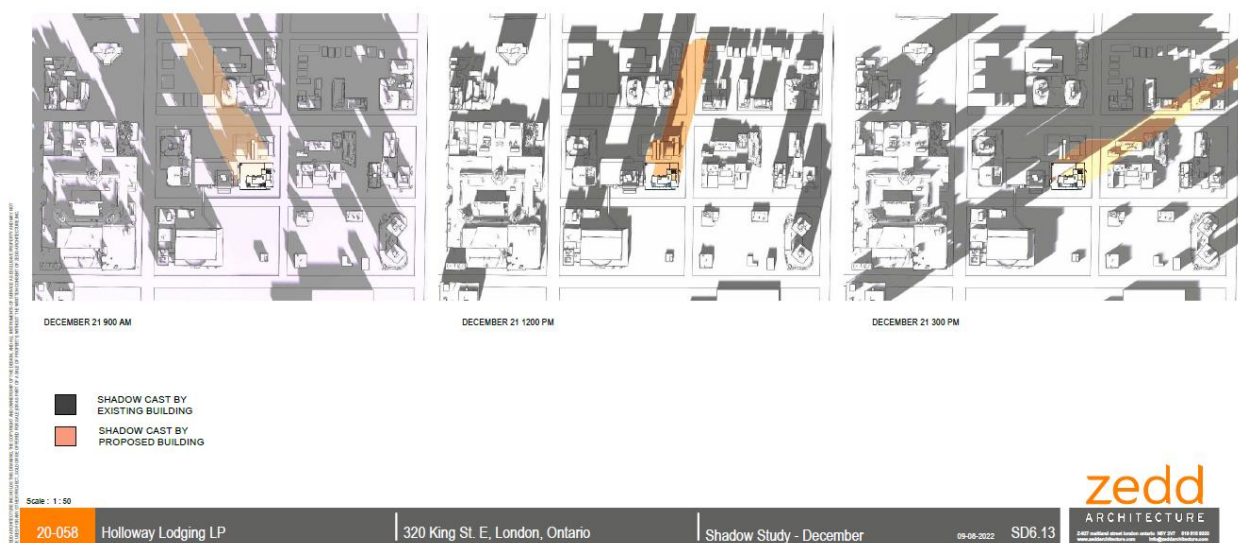 DECEMBER 21 900 AM
DECEMBER 21 1200 PM
DECEMBER 21 300 PM
SHADOW CAST BY
EXISTING BUILDING
SHADOW CAST BY
PROPOSED BUILDING
Scale : 1 : 50
zedd
ARCHITECTURE
20-058
Holloway Lodging LP
320 King St. E, London, Ontario
Shadow Study - December
09-08-2022
SD6.13